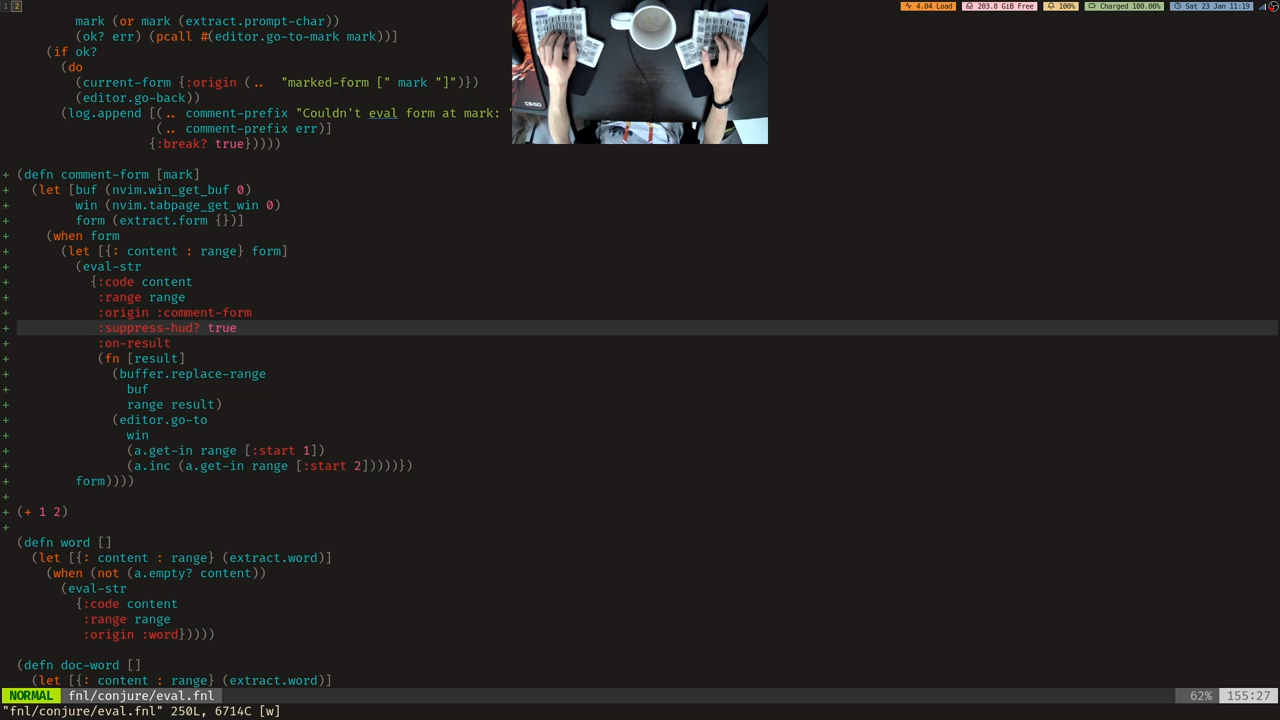 1 2
4.04 Load 203.8 GiB Free 100% Charged 100.00% Sat 23 Jan 11:19
mark (or mark (extract.prompt-char))
(ok? err) (pcall #(editor.go-to-mark mark))]
(if ok?
(do
(current-form {:origin (.. "marked-form [" mark "]")})
(editor.go-back))
(log.append [(.. comment-prefix "Couldn't eval form at mark: "
(.. comment-prefix err)]
{:break? true}))))
+ (defn comment-form [mark]
+ (let [buf (nvim.win_get_buf 0)
+ win (nvim.tabpage_get_win 0)
+ form (extract.form {})]
+ (when form
+ (let [{: content : range} form]
+ (eval-str
+ {:code content
+ :range range
+ :origin :comment-form
+ :suppress-hud? true
+ :on-result
+ (fn [result]
+ (buffer.replace-range
+ buf
+ range result)
+ (editor.go-to
+ win
+ (a.get-in range [:start 1])
+ (a.inc (a.get-in range [:start 2]))))})
+ form))))
+
+ (+ 1 2)
+
(defn word []
(let [{: content : range} (extract.word)]
(when (not (a.empty? content))
(eval-str
{:code content
:range range
:origin :word}))))
(defn doc-word []
(let [{: content : range} (extract.word)]
NORMAL fnl/conjure/eval.fnl 62% 155:27
"fnl/conjure/eval.fnl" 250L, 6714C [w]